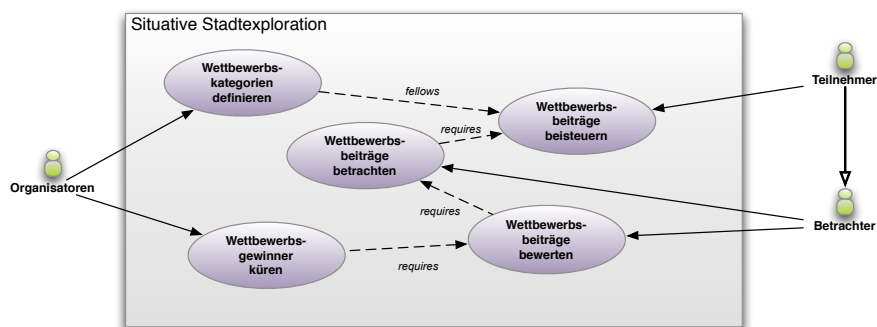 Situative Stadtexploration
Wettbewerbs-
kategorien
definieren
fellows
Wettbewerbs-
beiträge
beisteuern
Teilnehmer
requires
Wettbewerbs-
beiträge
betrachten
Organisatoren
requires
Betrachter
Wettbewerbs-
gewinner
küren
requires
Wettbewerbs-
beiträge
bewerten